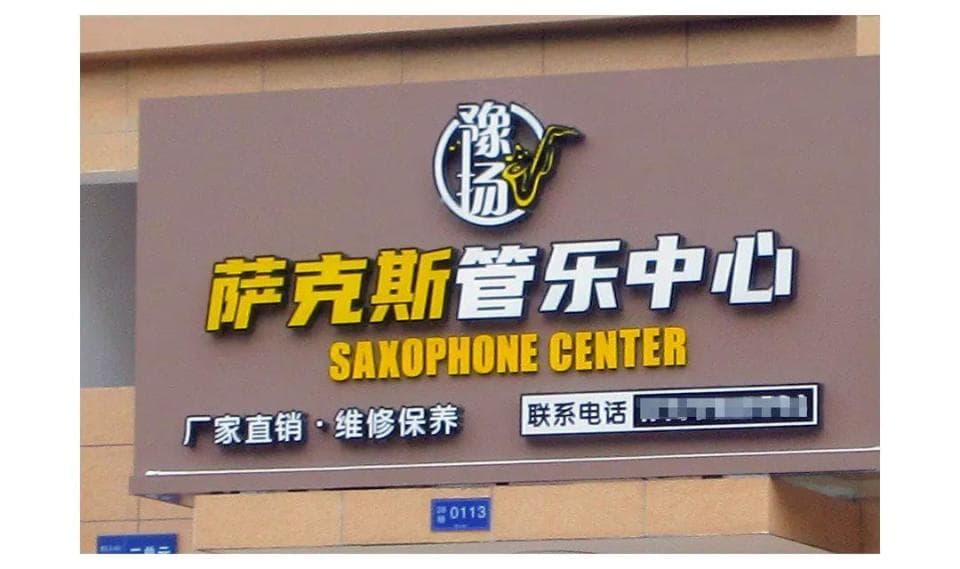 豫扬
萨克斯管乐中心
SAXOPHONE CENTER
厂家直销·维修保养
联系电话
0113